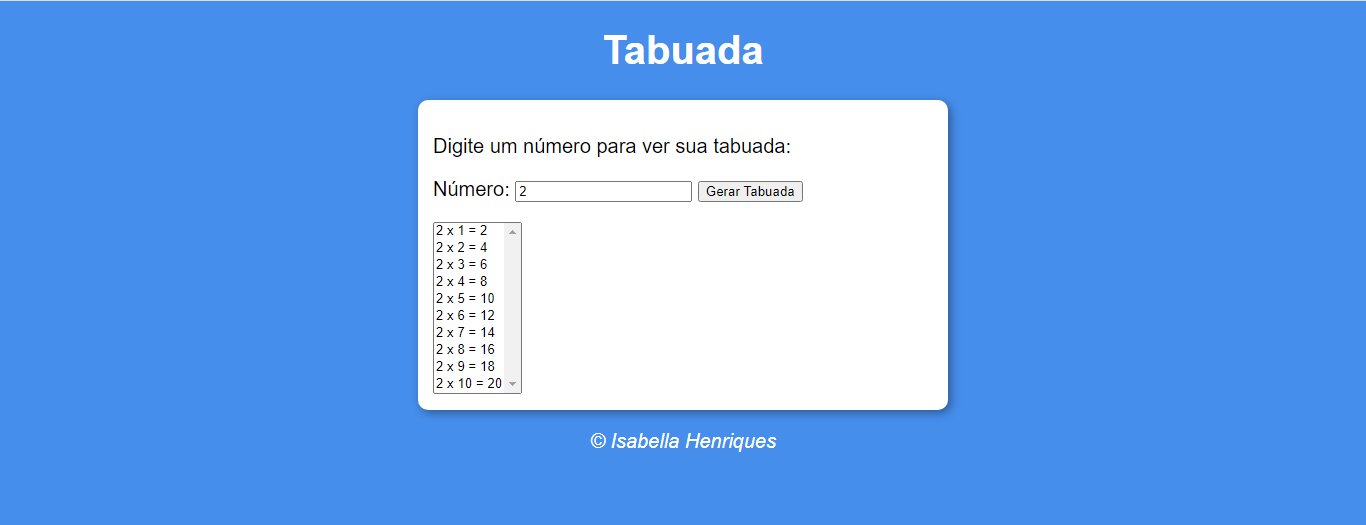 Tabuada
Digite um número para ver sua tabuada:
Número: 2 Gerar Tabuada
2 x 1 = 2
2 x 2 = 4
2 x 3 = 6
2 x 4 = 8
2 x 5 = 10
2 x 6 = 12
2 x 7 = 14
2 x 8 = 16
2 x 9 = 18
2 x 10 = 20
© Isabella Henriques